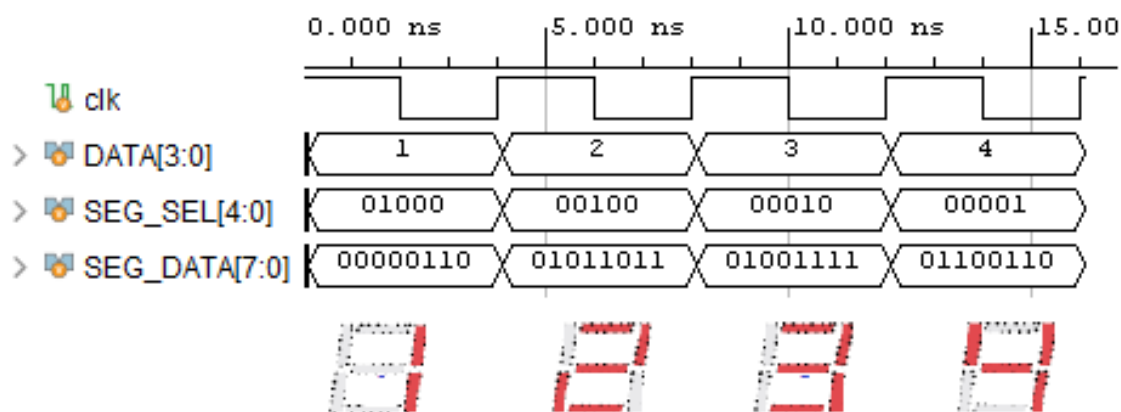 0.000 ns 5.000 ns 10.000 ns 15.00
clk
DATA[3:0] 1 2 3 4
SEG_SEL[4:0] 01000 00100 00010 00001
SEG_DATA[7:0] 00000110 01011011 01001111 01100110